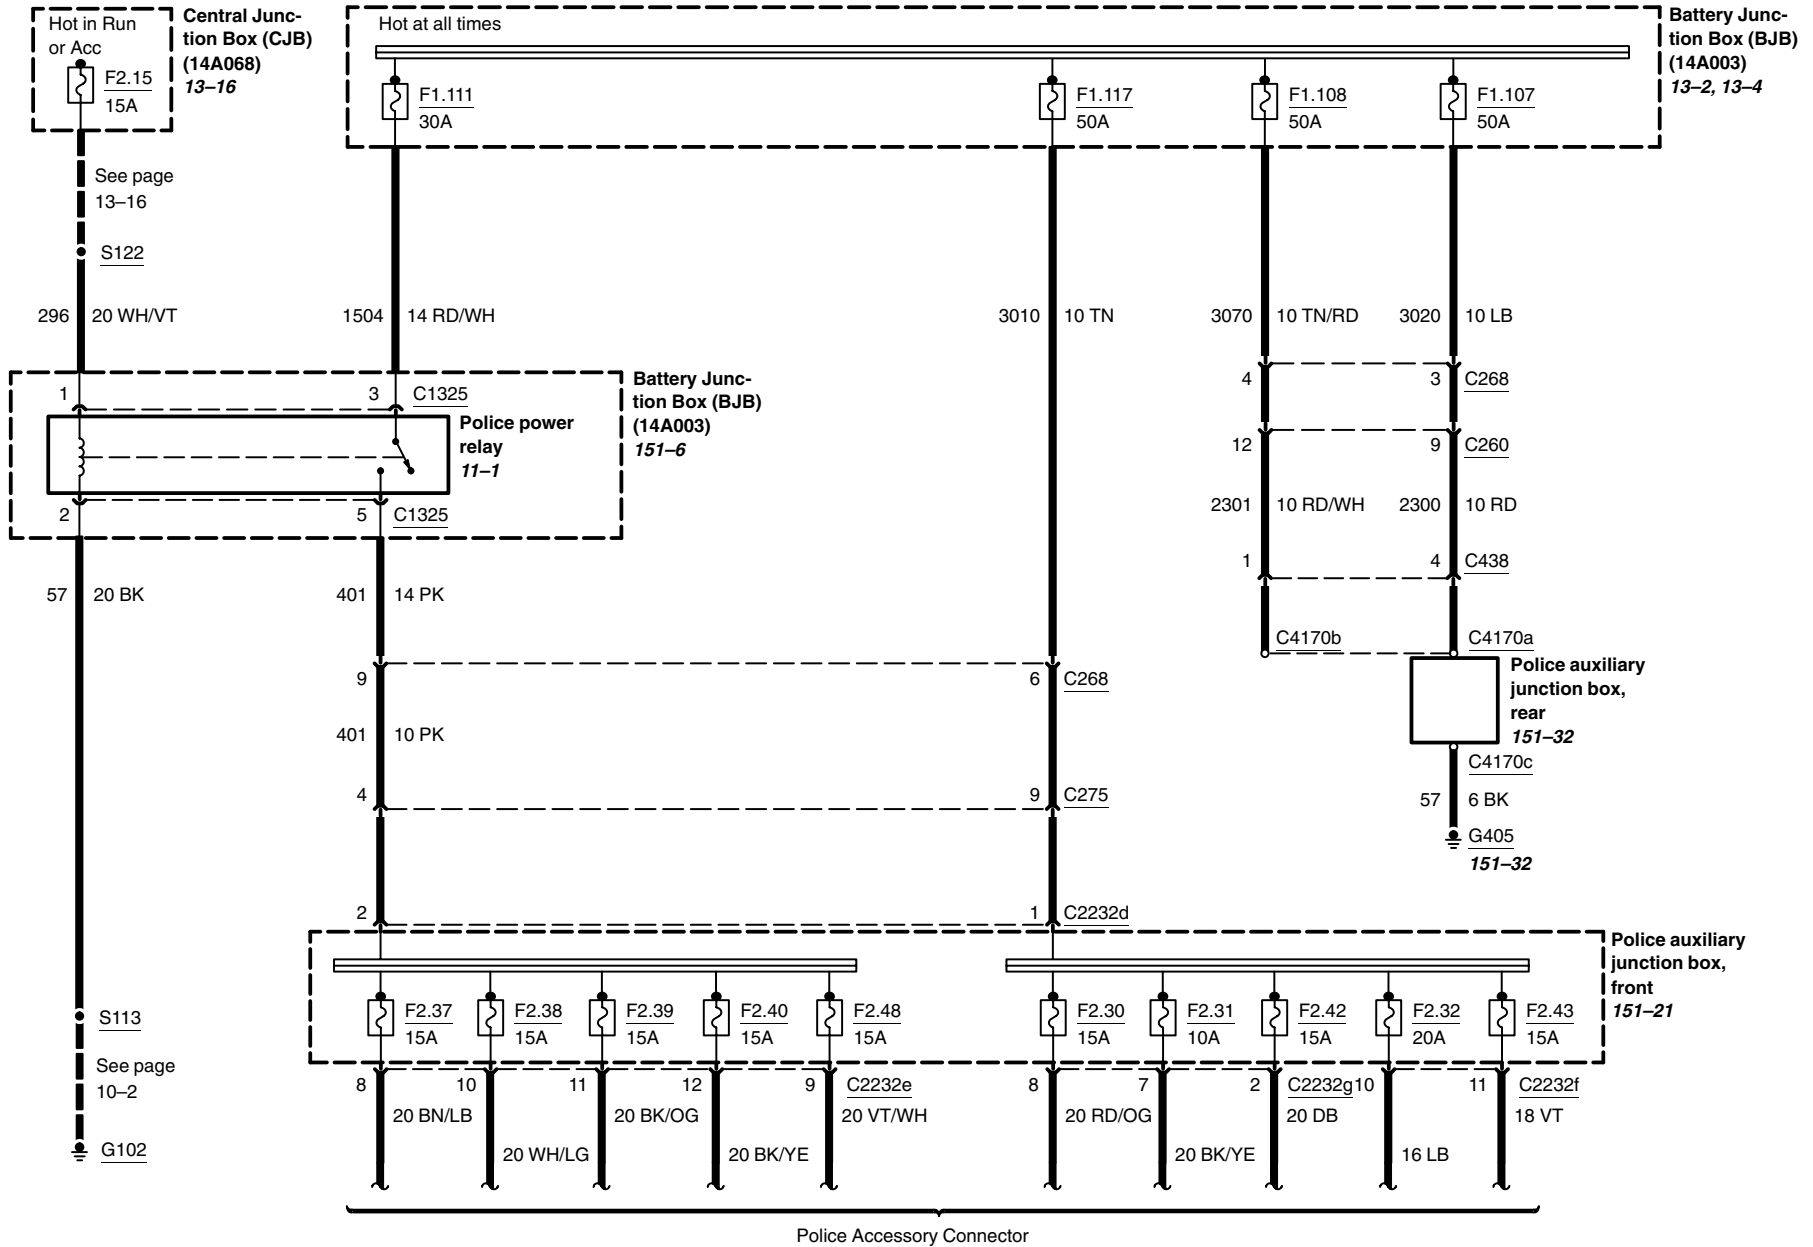 Hot in Run
or Acc
F2.15
15A
Central Junc-
tion Box (CJB)
(14A068)
13–16
Hot at all times
F1.111
30A
F1.117
50A
F1.108
50A
F1.107
50A
Battery Junc-
tion Box (BJB)
(14A003)
13–2, 13–4
See page
13–16
S122
296 20 WH/VT
1504 14 RD/WH
3010 10 TN
3070 10 TN/RD
3020 10 LB
1
3 C1325
Police power
relay
11–1
Battery Junc-
tion Box (BJB)
(14A003)
151–6
2
5 C1325
4
3 C268
12
9 C260
2301 10 RD/WH
2300 10 RD
1
4 C438
57 20 BK
401 14 PK
C4170b
C4170a
Police auxiliary
junction box,
rear
151–32
9
6 C268
401 10 PK
C4170c
57 6 BK
4
9 C275
G405
151–32
2
1 C2232d
Police auxiliary
junction box,
front
151–21
F2.37
15A
F2.38
15A
F2.39
15A
F2.40
15A
F2.48
15A
F2.30
15A
F2.31
10A
F2.42
15A
F2.32
20A
F2.43
15A
S113
See page
10–2
G102
8 10 11 12 9 C2232e
8 7 2 C2232g 10 11 C2232f
20 BN/LB
20 BK/OG
20 VT/WH
20 RD/OG
20 DB
18 VT
20 WH/LG
20 BK/YE
20 BK/YE
16 LB
Police Accessory Connector